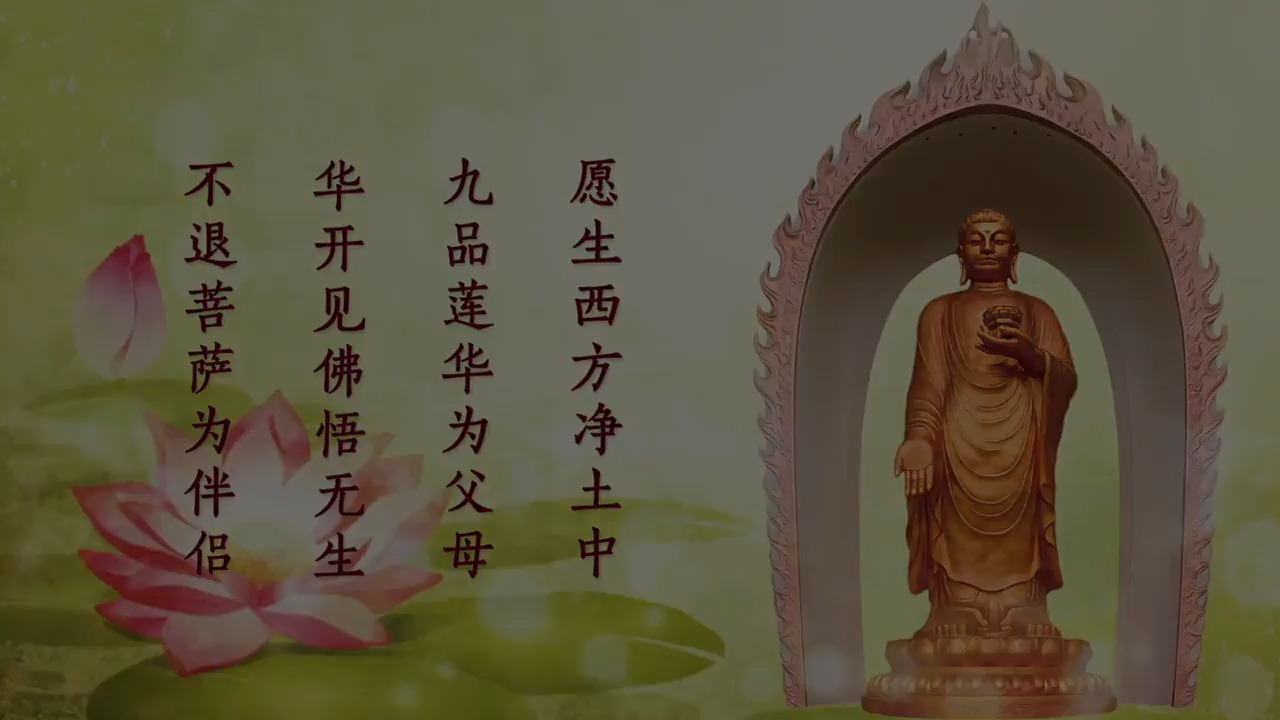 愿生西方净土中
九品莲华为父母
华开见佛悟无生
不退菩萨为伴侣